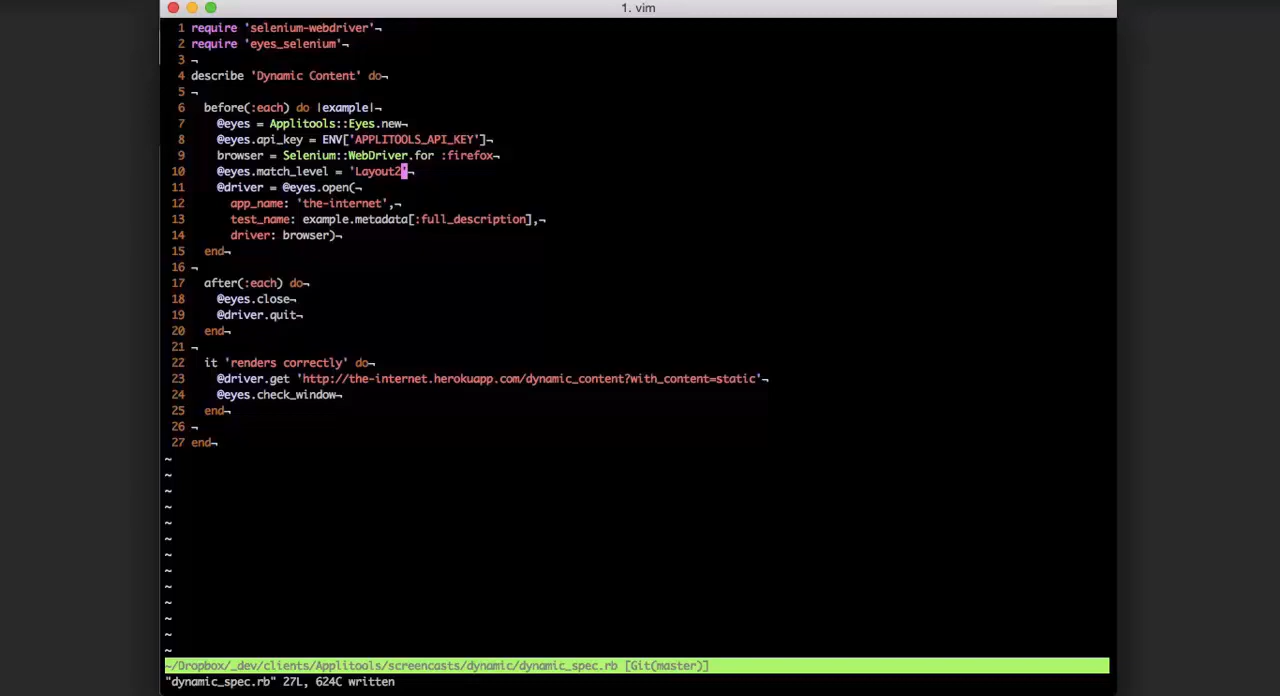 1. vim
1 require 'selenium-webdriver'¬
2 require 'eyes_selenium'¬
3 ¬
4 describe 'Dynamic Content' do¬
5 ¬
6   before(:each) do |example|¬
7     @eyes = Applitools::Eyes.new¬
8     @eyes.api_key = ENV['APPLITOOLS_API_KEY']¬
9     browser = Selenium::WebDriver.for :firefox¬
10     @eyes.match_level = 'Layout2'¬
11     @driver = @eyes.open(¬
12       app_name: 'the-internet',¬
13       test_name: example.metadata[:full_description],¬
14       driver: browser)¬
15   end¬
16 ¬
17   after(:each) do¬
18     @eyes.close¬
19     @driver.quit¬
20   end¬
21 ¬
22   it 'renders correctly' do¬
23     @driver.get 'http://the-internet.herokuapp.com/dynamic_content?with_content=static'¬
24     @eyes.check_window¬
25   end¬
26 ¬
27 end¬
~
~
~
~
~
~
~
~
~
~
~
~
~
~/Dropbox/_dev/clients/Applitools/screencasts/dynamic/dynamic_spec.rb [Git(master)]
"dynamic_spec.rb" 27L, 624C written